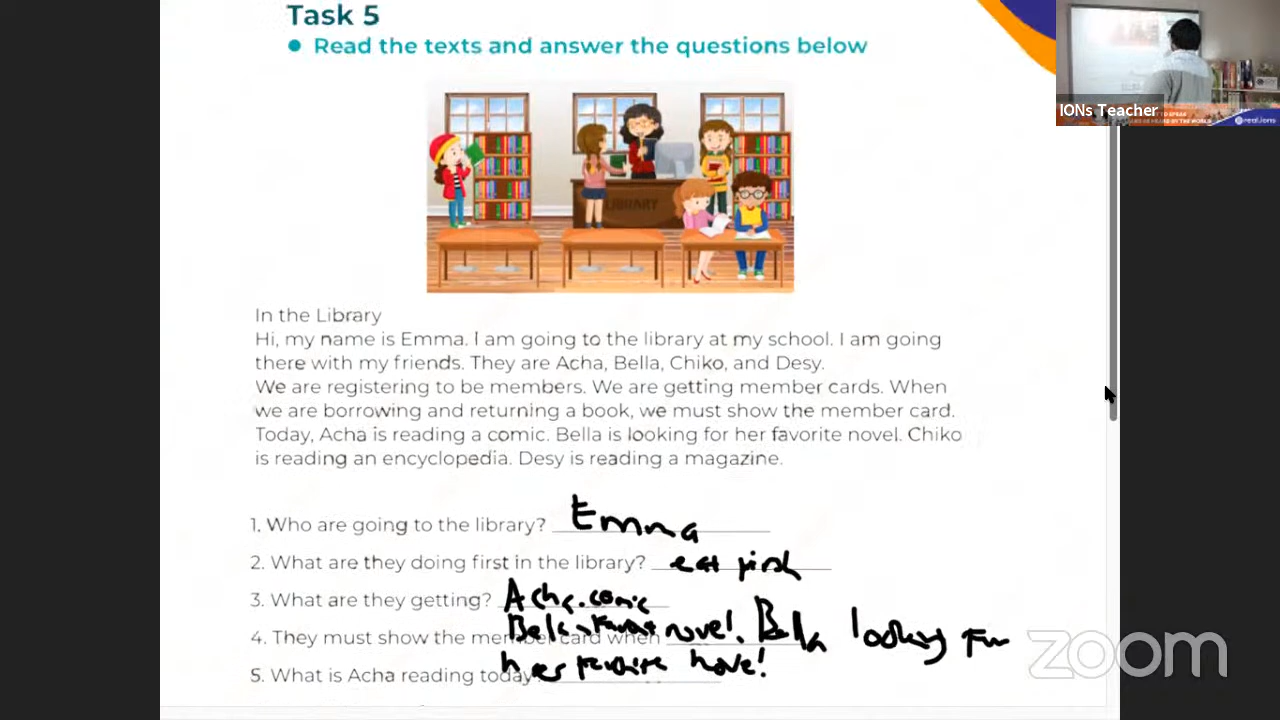 Task 5
• Read the texts and answer the questions below
IONs Teacher
real.ions
LIBRARY
In the Library
Hi, my name is Emma. I am going to the library at my school. I am going
there with my friends. They are Acha, Bella, Chiko, and Desy.
We are registering to be members. We are getting member cards. When
we are borrowing and returning a book, we must show the member card.
Today, Acha is reading a comic. Bella is looking for her favorite novel. Chiko
is reading an encyclopedia. Desy is reading a magazine.
1. Who are going to the library? Emma
2. What are they doing first in the library? eat
3. What are they getting? Acha. comic
4. They must show the member card when novel. Bella looking
5. What is Acha reading today
zoom